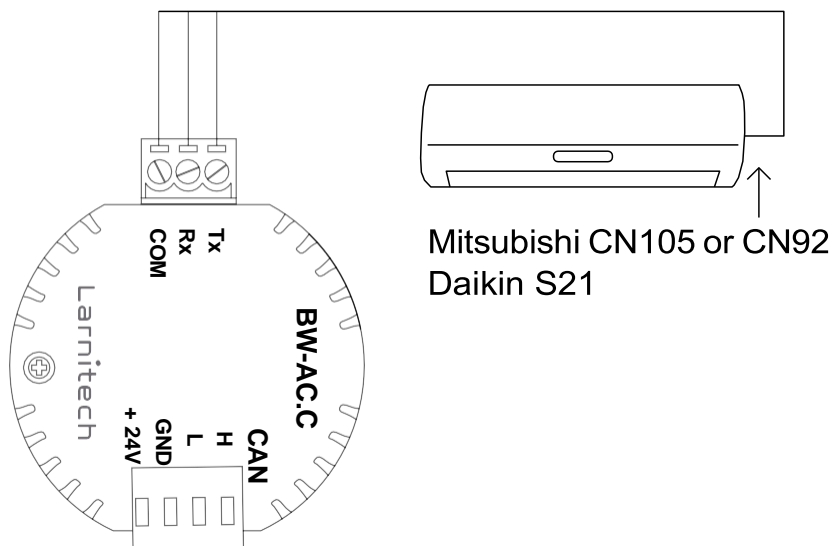 Tx
Rx
COM
Mitsubishi CN105 or CN92
Daikin S21
Larnitech
BW-AC.C
+ 24V
GND
L
H
CAN